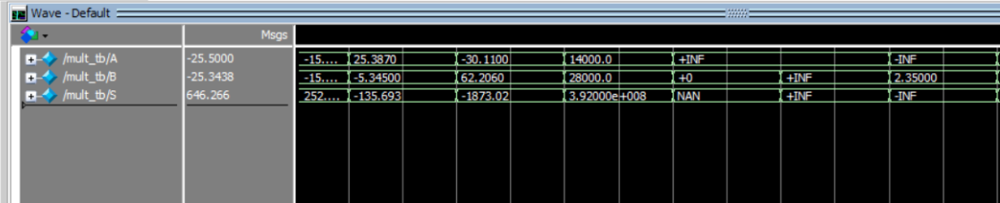 Wave - Default
Msgs
/mult_tb/A -25.5000 -15.... 25.3870 -30.1100 14000.0 +INF -INF
/mult_tb/B -25.3438 -15.... -5.34500 62.2060 28000.0 +0 +INF 2.35000
/mult_tb/S 646.266 252.... -135.693 -1873.02 3.92000e+008 NAN +INF -INF